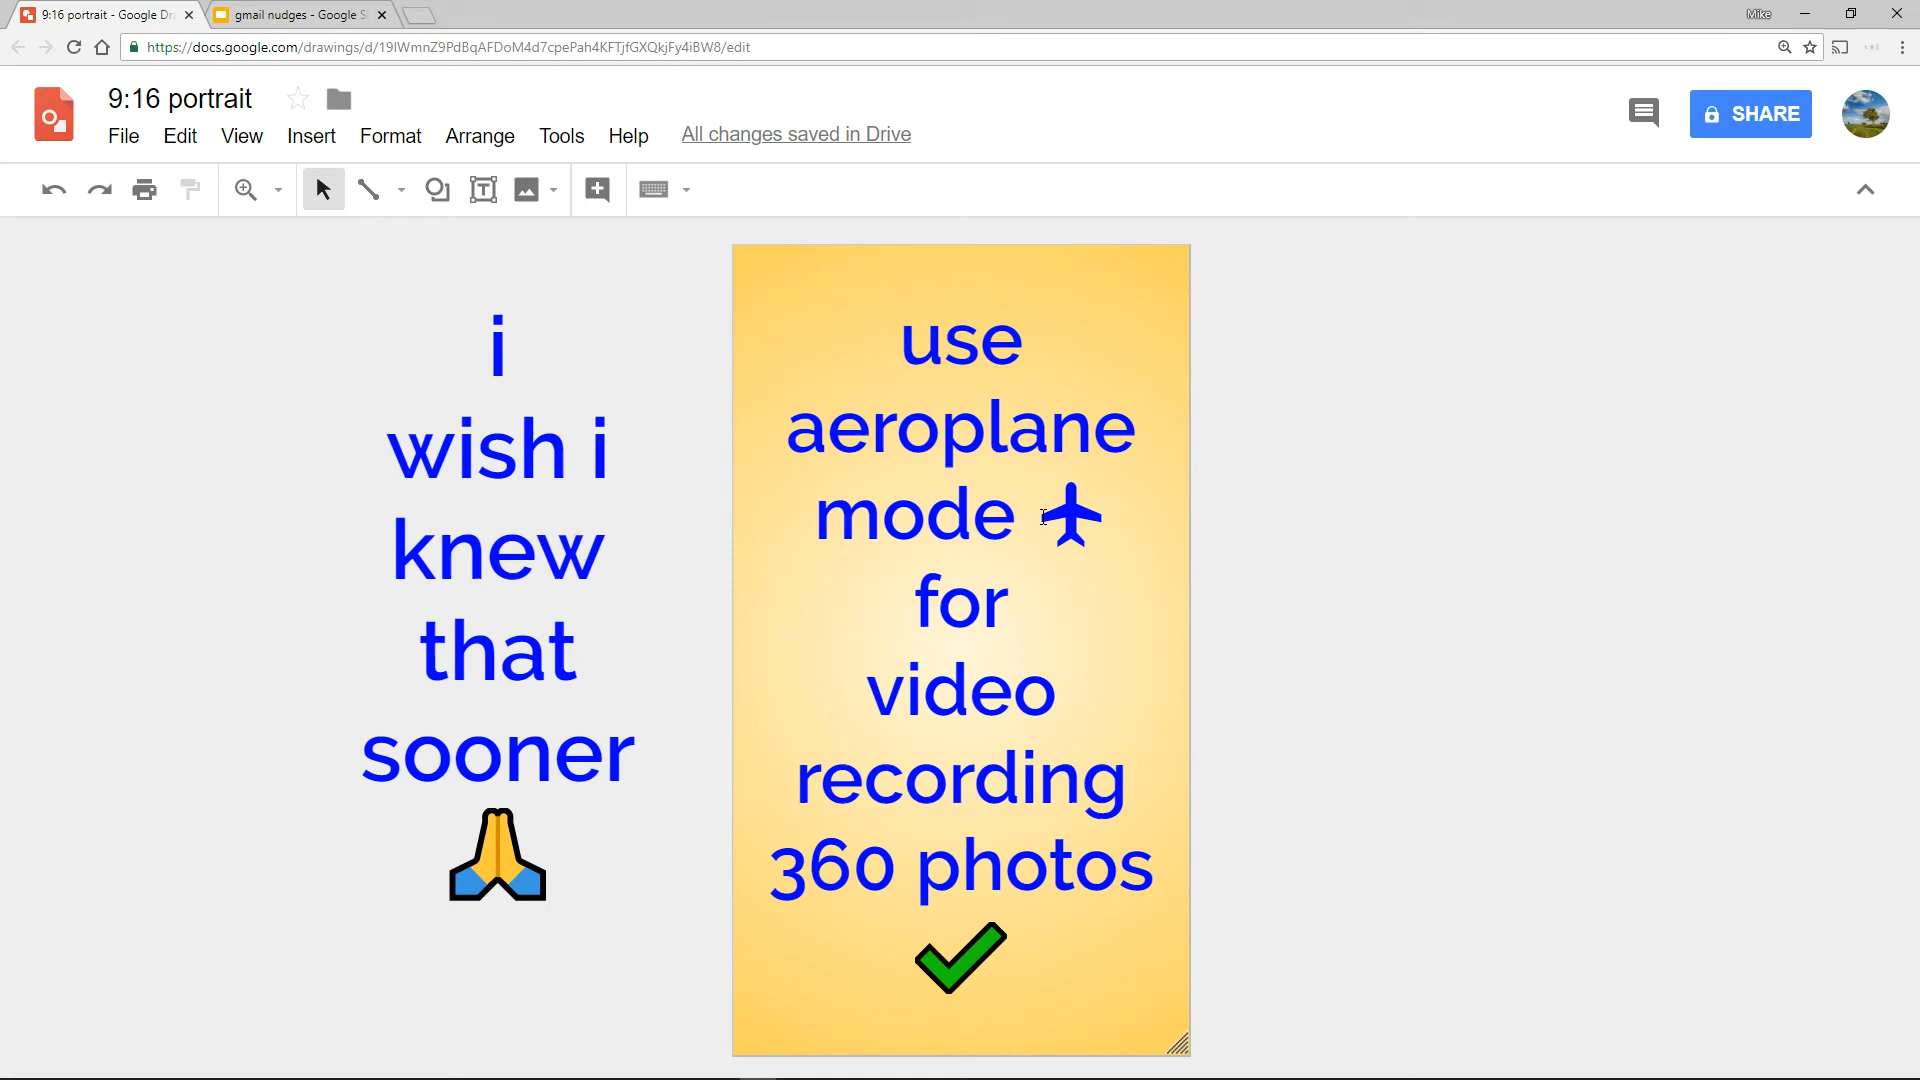 9:16 portrait - Google Dr
gmail nudges - Google S
Mike
https://docs.google.com/drawings/d/19IWmnZ9PdBqAFDoM4d7cpePah4KFTjfGXQkjFy4iBW8/edit
9:16 portrait
File Edit View Insert Format Arrange Tools Help All changes saved in Drive
SHARE
i
wish i
knew
that
sooner
use
aeroplane
mode
for
video
recording
360 photos